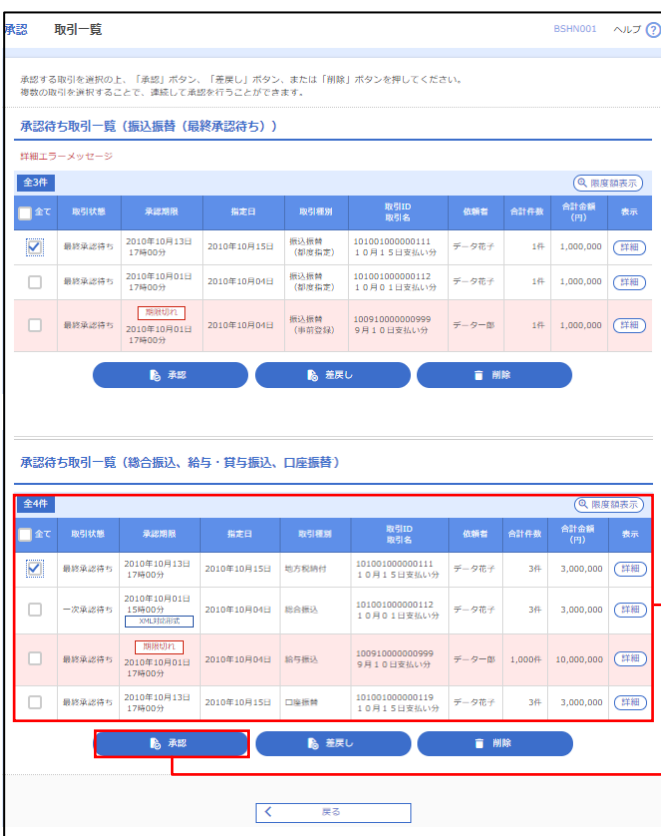 承認 取引一覧 BSHN001 ヘルプ ?
承認する取引を選択の上、「承認」ボタン、「差戻し」ボタン、または「削除」ボタンを押してください。
複数の取引を選択することで、連続して承認を行うことができます。
承認待ち取引一覧（振込振替（最終承認待ち））
詳細エラーメッセージ
全3件 限度額表示
全て 取引状態 承認期限 指定日 取引種別 取引ID 取引名 依頼者 合計件数 合計金額（円） 表示
最終承認待ち 2010年10月13日 17時00分 2010年10月15日 振込振替（都度指定） 101001000000111 １０月１５日支払い分 データ花子 1件 1,000,000 詳細
最終承認待ち 2010年10月01日 17時00分 2010年10月04日 振込振替（都度指定） 101001000000112 １０月０１日支払い分 データ花子 1件 1,000,000 詳細
最終承認待ち 期限切れ 2010年10月01日 17時00分 2010年10月04日 振込振替（事前登録） 100910000000999 ９月１０日支払い分 データ一郎 1件 1,000,000 詳細
承認 差戻し 削除
承認待ち取引一覧（総合振込、給与・賞与振込、口座振替）
全4件 限度額表示
全て 取引状態 承認期限 指定日 取引種別 取引ID 取引名 依頼者 合計件数 合計金額（円） 表示
最終承認待ち 2010年10月13日 17時00分 2010年10月15日 地方税納付 101001000000111 １０月１５日支払い分 データ花子 3件 3,000,000 詳細
一次承認待ち 2010年10月01日 15時00分 XML対応形式 2010年10月04日 総合振込 101001000000112 １０月０１日支払い分 データ花子 3件 3,000,000 詳細
最終承認待ち 期限切れ 2010年10月01日 17時00分 2010年10月04日 給与振込 100910000000999 ９月１０日支払い分 データ一郎 1,000件 10,000,000 詳細
最終承認待ち 2010年10月13日 17時00分 2010年10月15日 口座振替 101001000000119 １０月１５日支払い分 データ花子 3件 3,000,000 詳細
承認 差戻し 削除
戻る